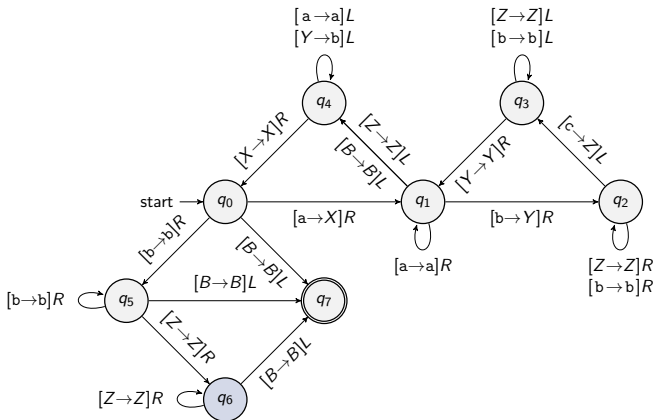 [a→a]L
[Y→b]L
[Z→Z]L
[b→b]L
q4
q3
[X→X]R
[Z→Z]L
[B→B]L
[Y→Y]R
[c→Z]L
start
q0
[a→X]R
q1
[b→Y]R
q2
[b→b]R
[B→B]L
[a→a]R
[Z→Z]R
[b→b]R
[b→b]R
q5
[B→B]L
q7
[Z→Z]R
[B→B]L
[Z→Z]R
q6